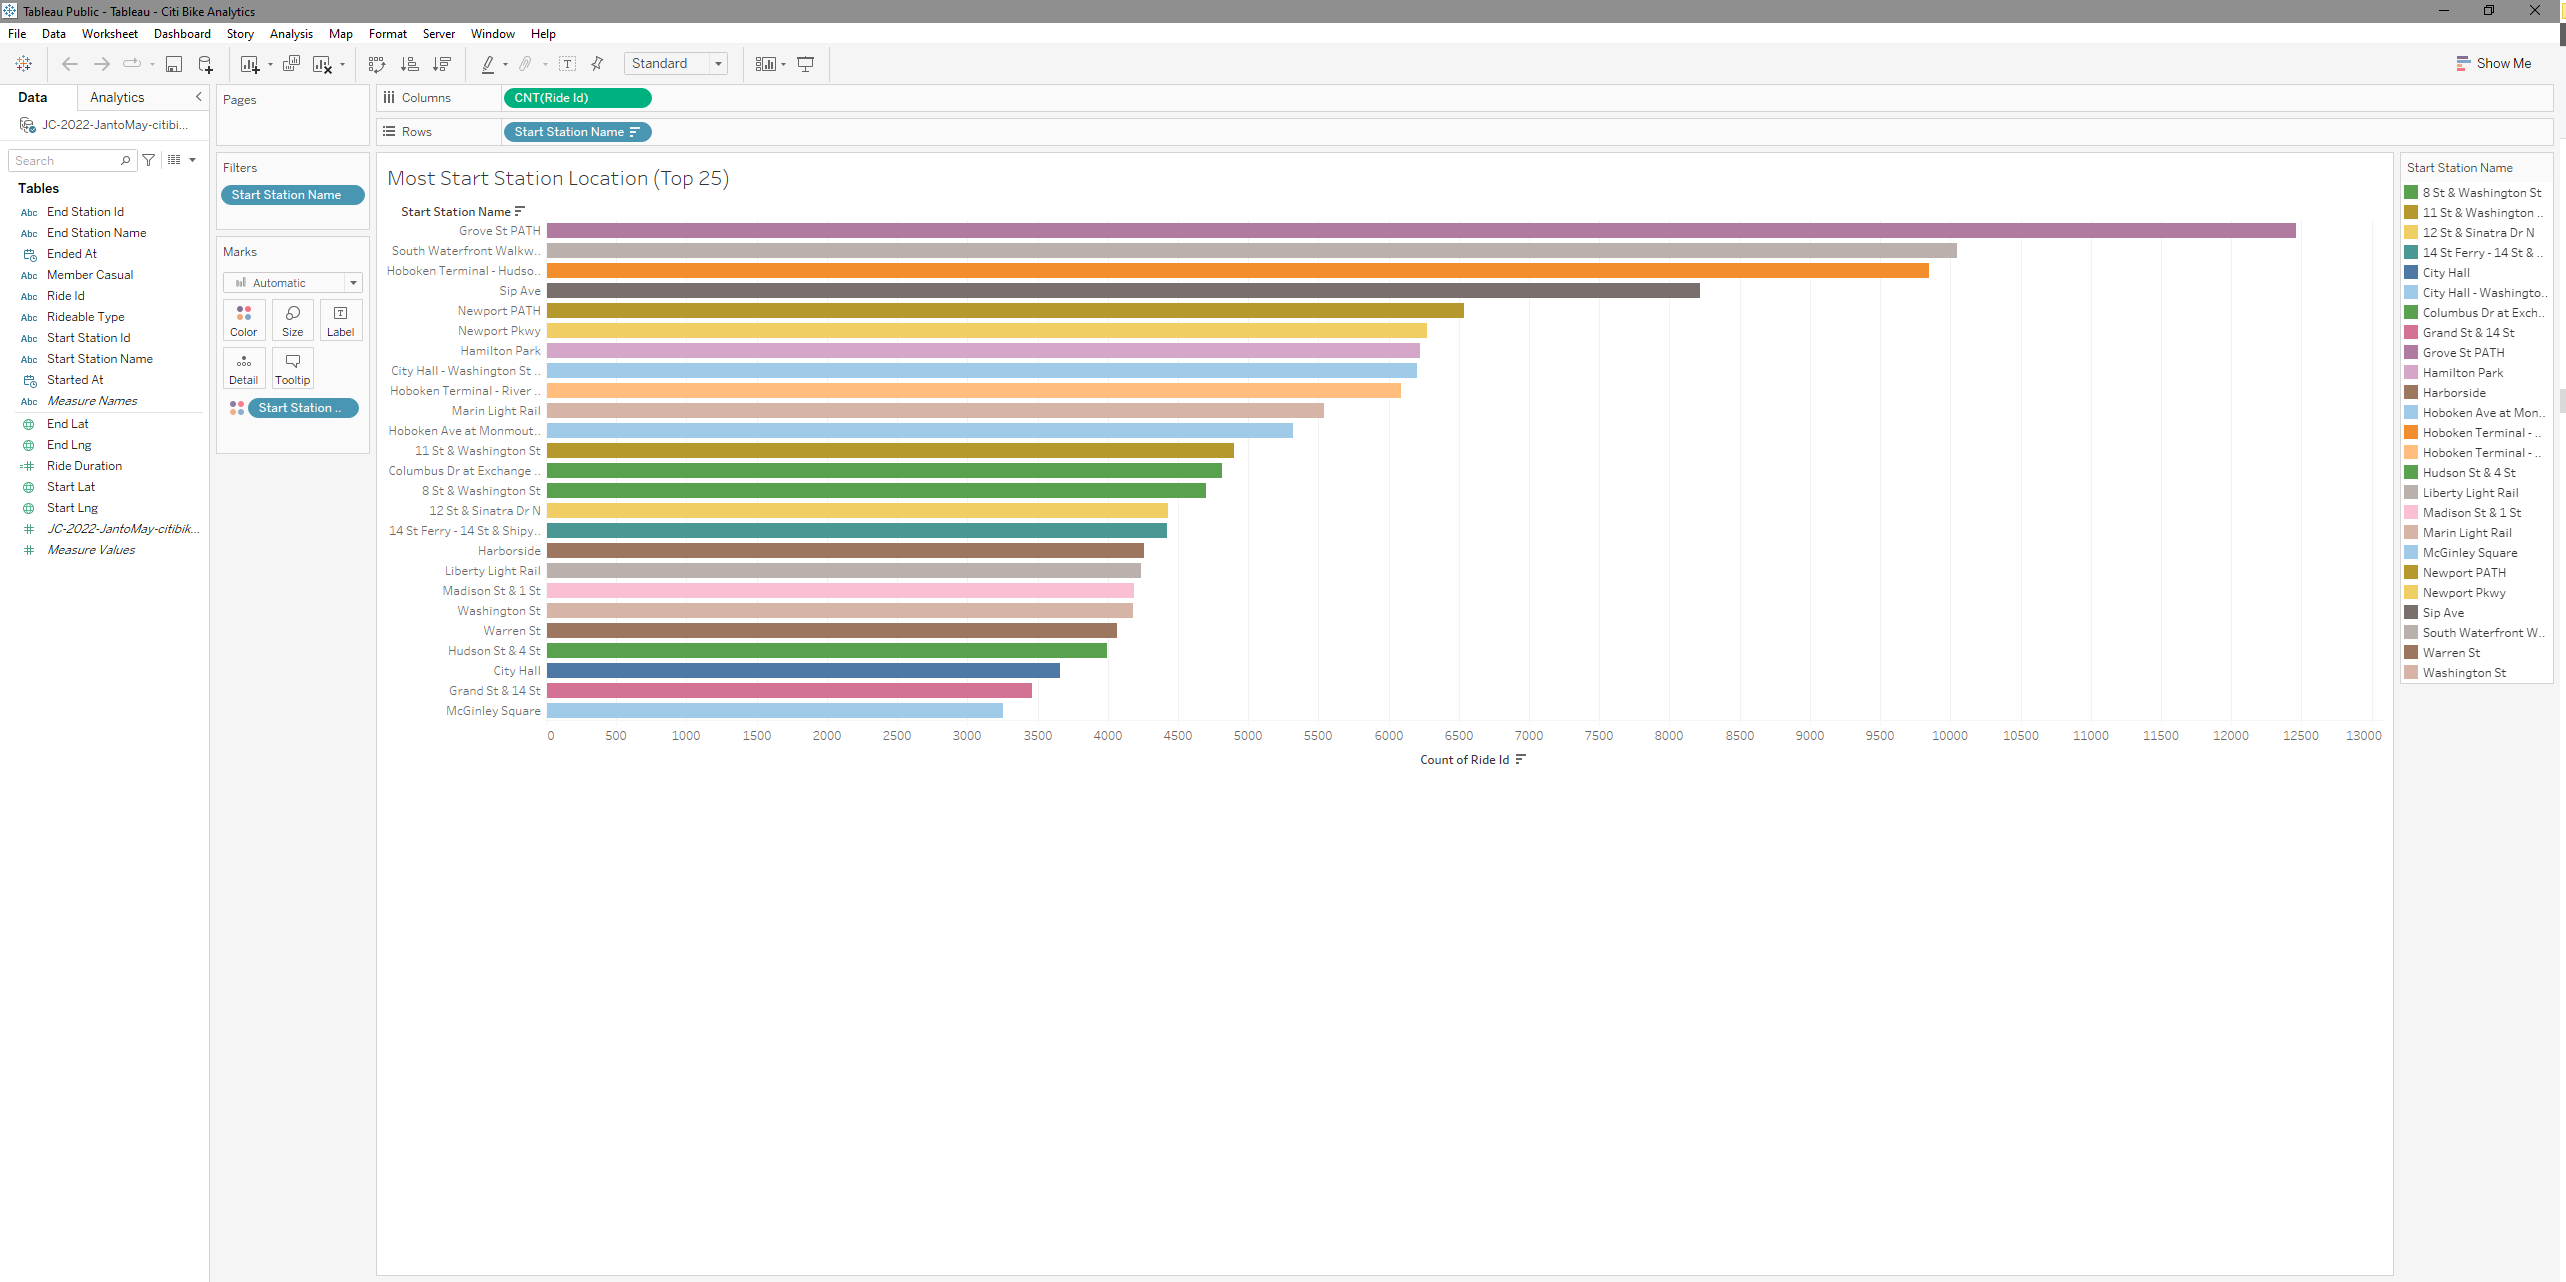 Tableau Public - Tableau - Citi Bike Analytics
File Data Worksheet Dashboard Story Analysis Map Format Server Window Help
Standard
Show Me
Data Analytics
JC-2022-JantoMay-citibi...
Search
Tables
Abc End Station Id
Abc End Station Name
Ended At
Abc Member Casual
Abc Ride Id
Abc Rideable Type
Abc Start Station Id
Abc Start Station Name
Started At
Abc Measure Names
End Lat
End Lng
Ride Duration
Start Lat
Start Lng
JC-2022-JantoMay-citibik...
Measure Values
Pages
Filters
Start Station Name
Marks
Automatic
Color Size Label
Detail Tooltip
Start Station ..
Columns CNT(Ride Id)
Rows Start Station Name
Most Start Station Location (Top 25)
Start Station Name
Grove St PATH
South Waterfront Walkw..
Hoboken Terminal - Hudso..
Sip Ave
Newport PATH
Newport Pkwy
Hamilton Park
City Hall - Washington St ..
Hoboken Terminal - River ..
Marin Light Rail
Hoboken Ave at Monmout..
11 St & Washington St
Columbus Dr at Exchange ..
8 St & Washington St
12 St & Sinatra Dr N
14 St Ferry - 14 St & Shipy..
Harborside
Liberty Light Rail
Madison St & 1 St
Washington St
Warren St
Hudson St & 4 St
City Hall
Grand St & 14 St
McGinley Square
0 500 1000 1500 2000 2500 3000 3500 4000 4500 5000 5500 6000 6500 7000 7500 8000 8500 9000 9500 10000 10500 11000 11500 12000 12500 13000
Count of Ride Id
Start Station Name
8 St & Washington St
11 St & Washington ..
12 St & Sinatra Dr N
14 St Ferry - 14 St & ..
City Hall
City Hall - Washingto..
Columbus Dr at Exch..
Grand St & 14 St
Grove St PATH
Hamilton Park
Harborside
Hoboken Ave at Mon..
Hoboken Terminal - ..
Hoboken Terminal - ..
Hudson St & 4 St
Liberty Light Rail
Madison St & 1 St
Marin Light Rail
McGinley Square
Newport PATH
Newport Pkwy
Sip Ave
South Waterfront W..
Warren St
Washington St